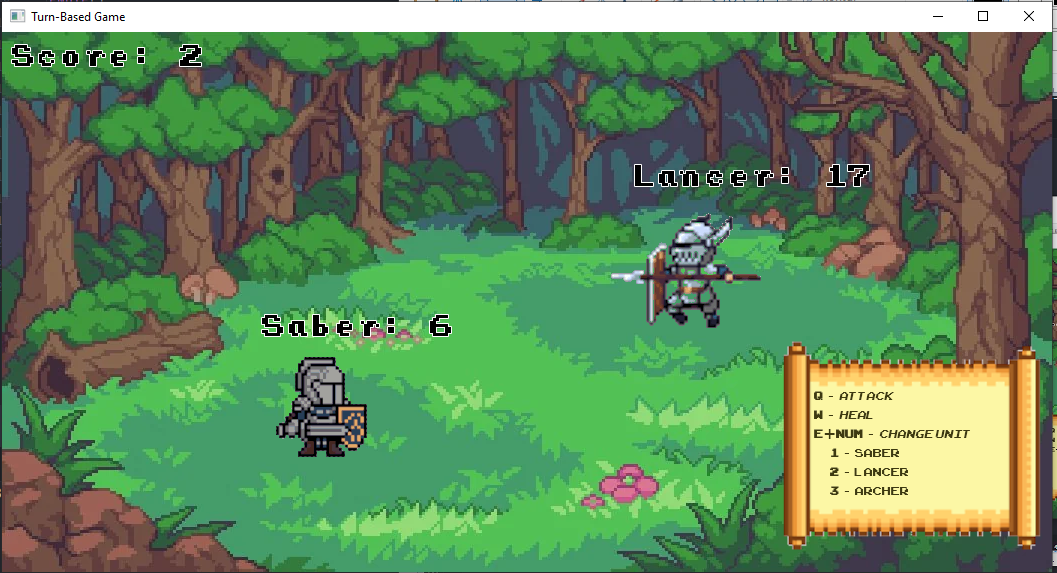 Turn-Based Game
Score: 2
Lancer: 17
Saber: 6
Q - ATTACK
W - HEAL
E+NUM - CHANGE UNIT
1 - SABER
2 - LANCER
3 - ARCHER